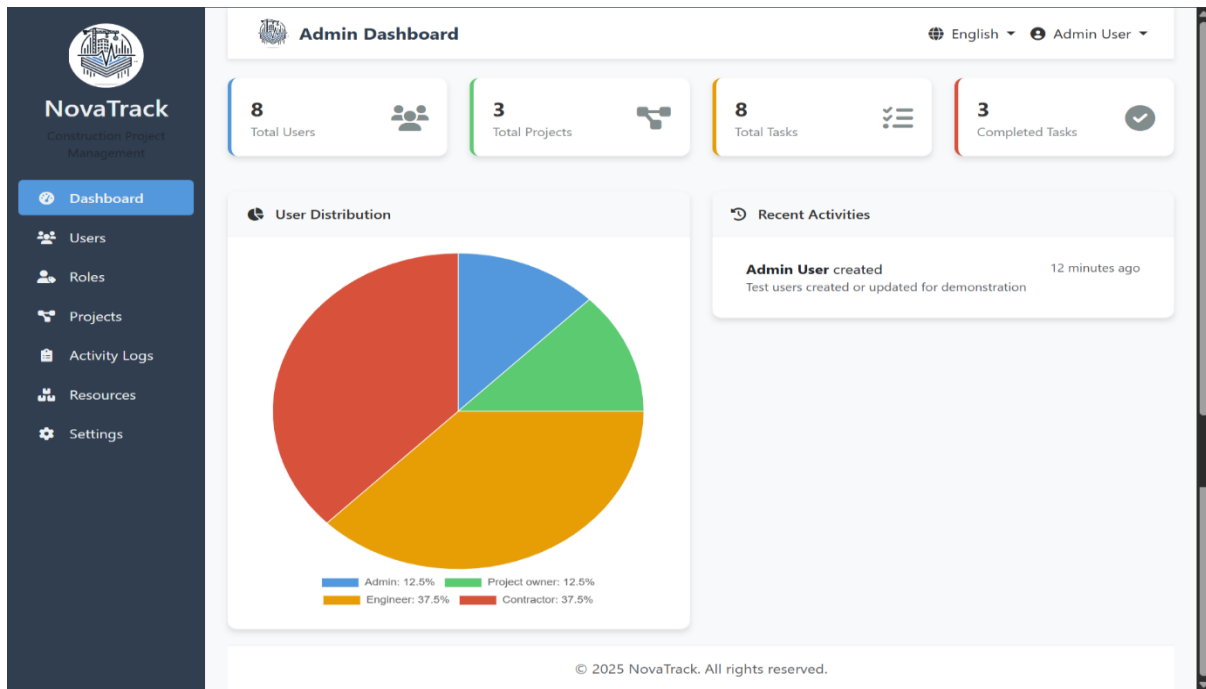 NovaTrack
Construction Project
Management
Dashboard
Users
Roles
Projects
Activity Logs
Resources
Settings
Admin Dashboard
English
Admin User
8
Total Users
3
Total Projects
8
Total Tasks
3
Completed Tasks
User Distribution
Admin: 12.5% Project owner: 12.5%
Engineer: 37.5% Contractor: 37.5%
Recent Activities
Admin User created 12 minutes ago
Test users created or updated for demonstration
© 2025 NovaTrack. All rights reserved.